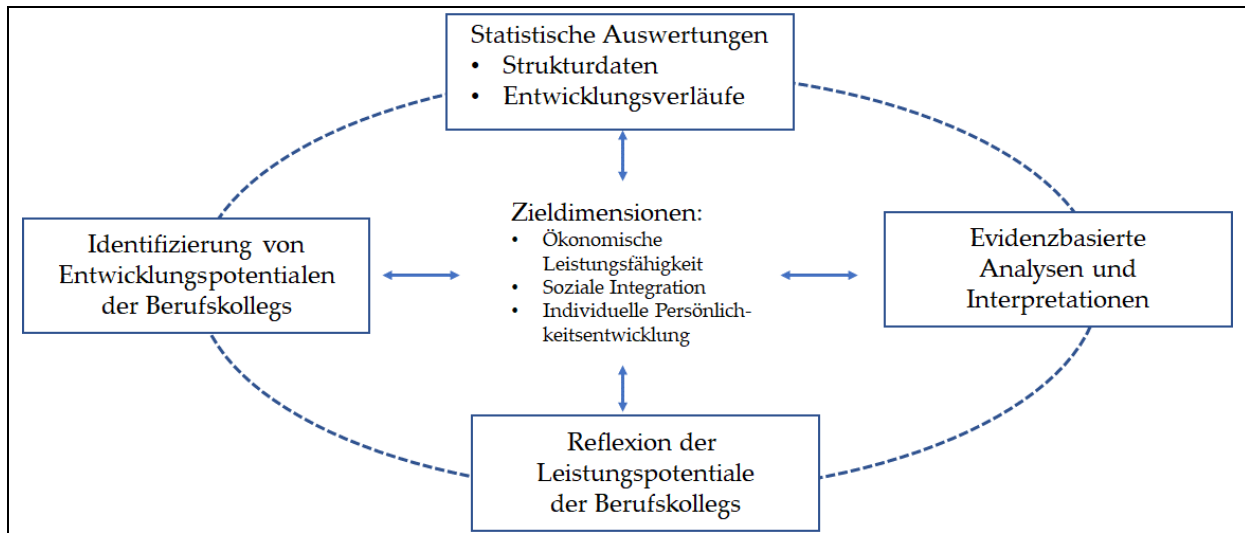 Statistische Auswertungen
• Strukturdaten
• Entwicklungsverläufe
Identifizierung von
Entwicklungspotentialen
der Berufskollegs
Zieldimensionen:
• Ökonomische
Leistungsfähigkeit
• Soziale Integration
• Individuelle Persönlich-
keitsentwicklung
Evidenzbasierte
Analysen und
Interpretationen
Reflexion der
Leistungspotentiale
der Berufskollegs